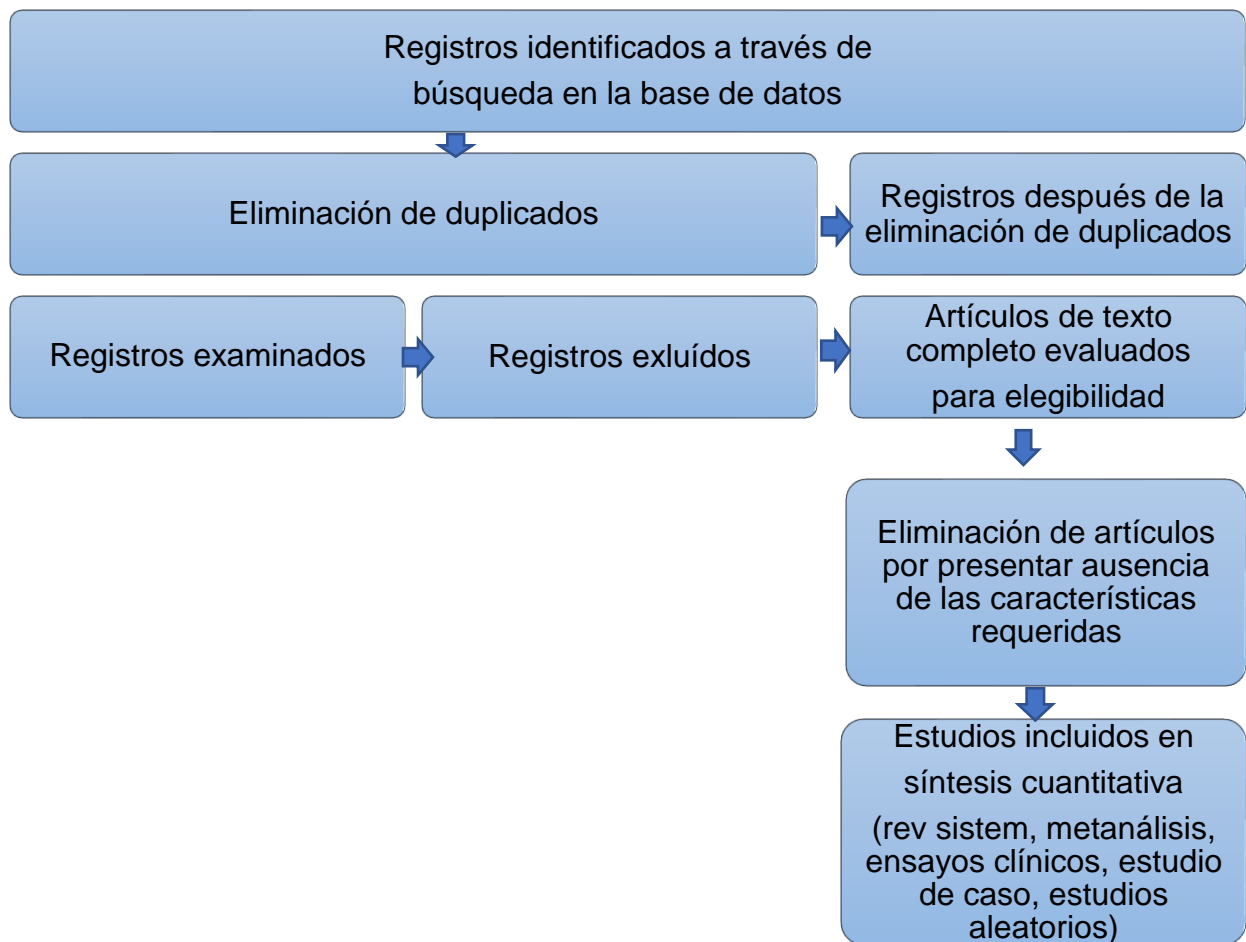 Registros identificados a través de
búsqueda en la base de datos
Eliminación de duplicados
Registros después de la
eliminación de duplicados
Registros examinados
Registros exluídos
Artículos de texto
completo evaluados
para elegibilidad
Eliminación de artículos
por presentar ausencia
de las características
requeridas
Estudios incluidos en
síntesis cuantitativa
(rev sistem, metanálisis,
ensayos clínicos, estudio
de caso, estudios
aleatorios)